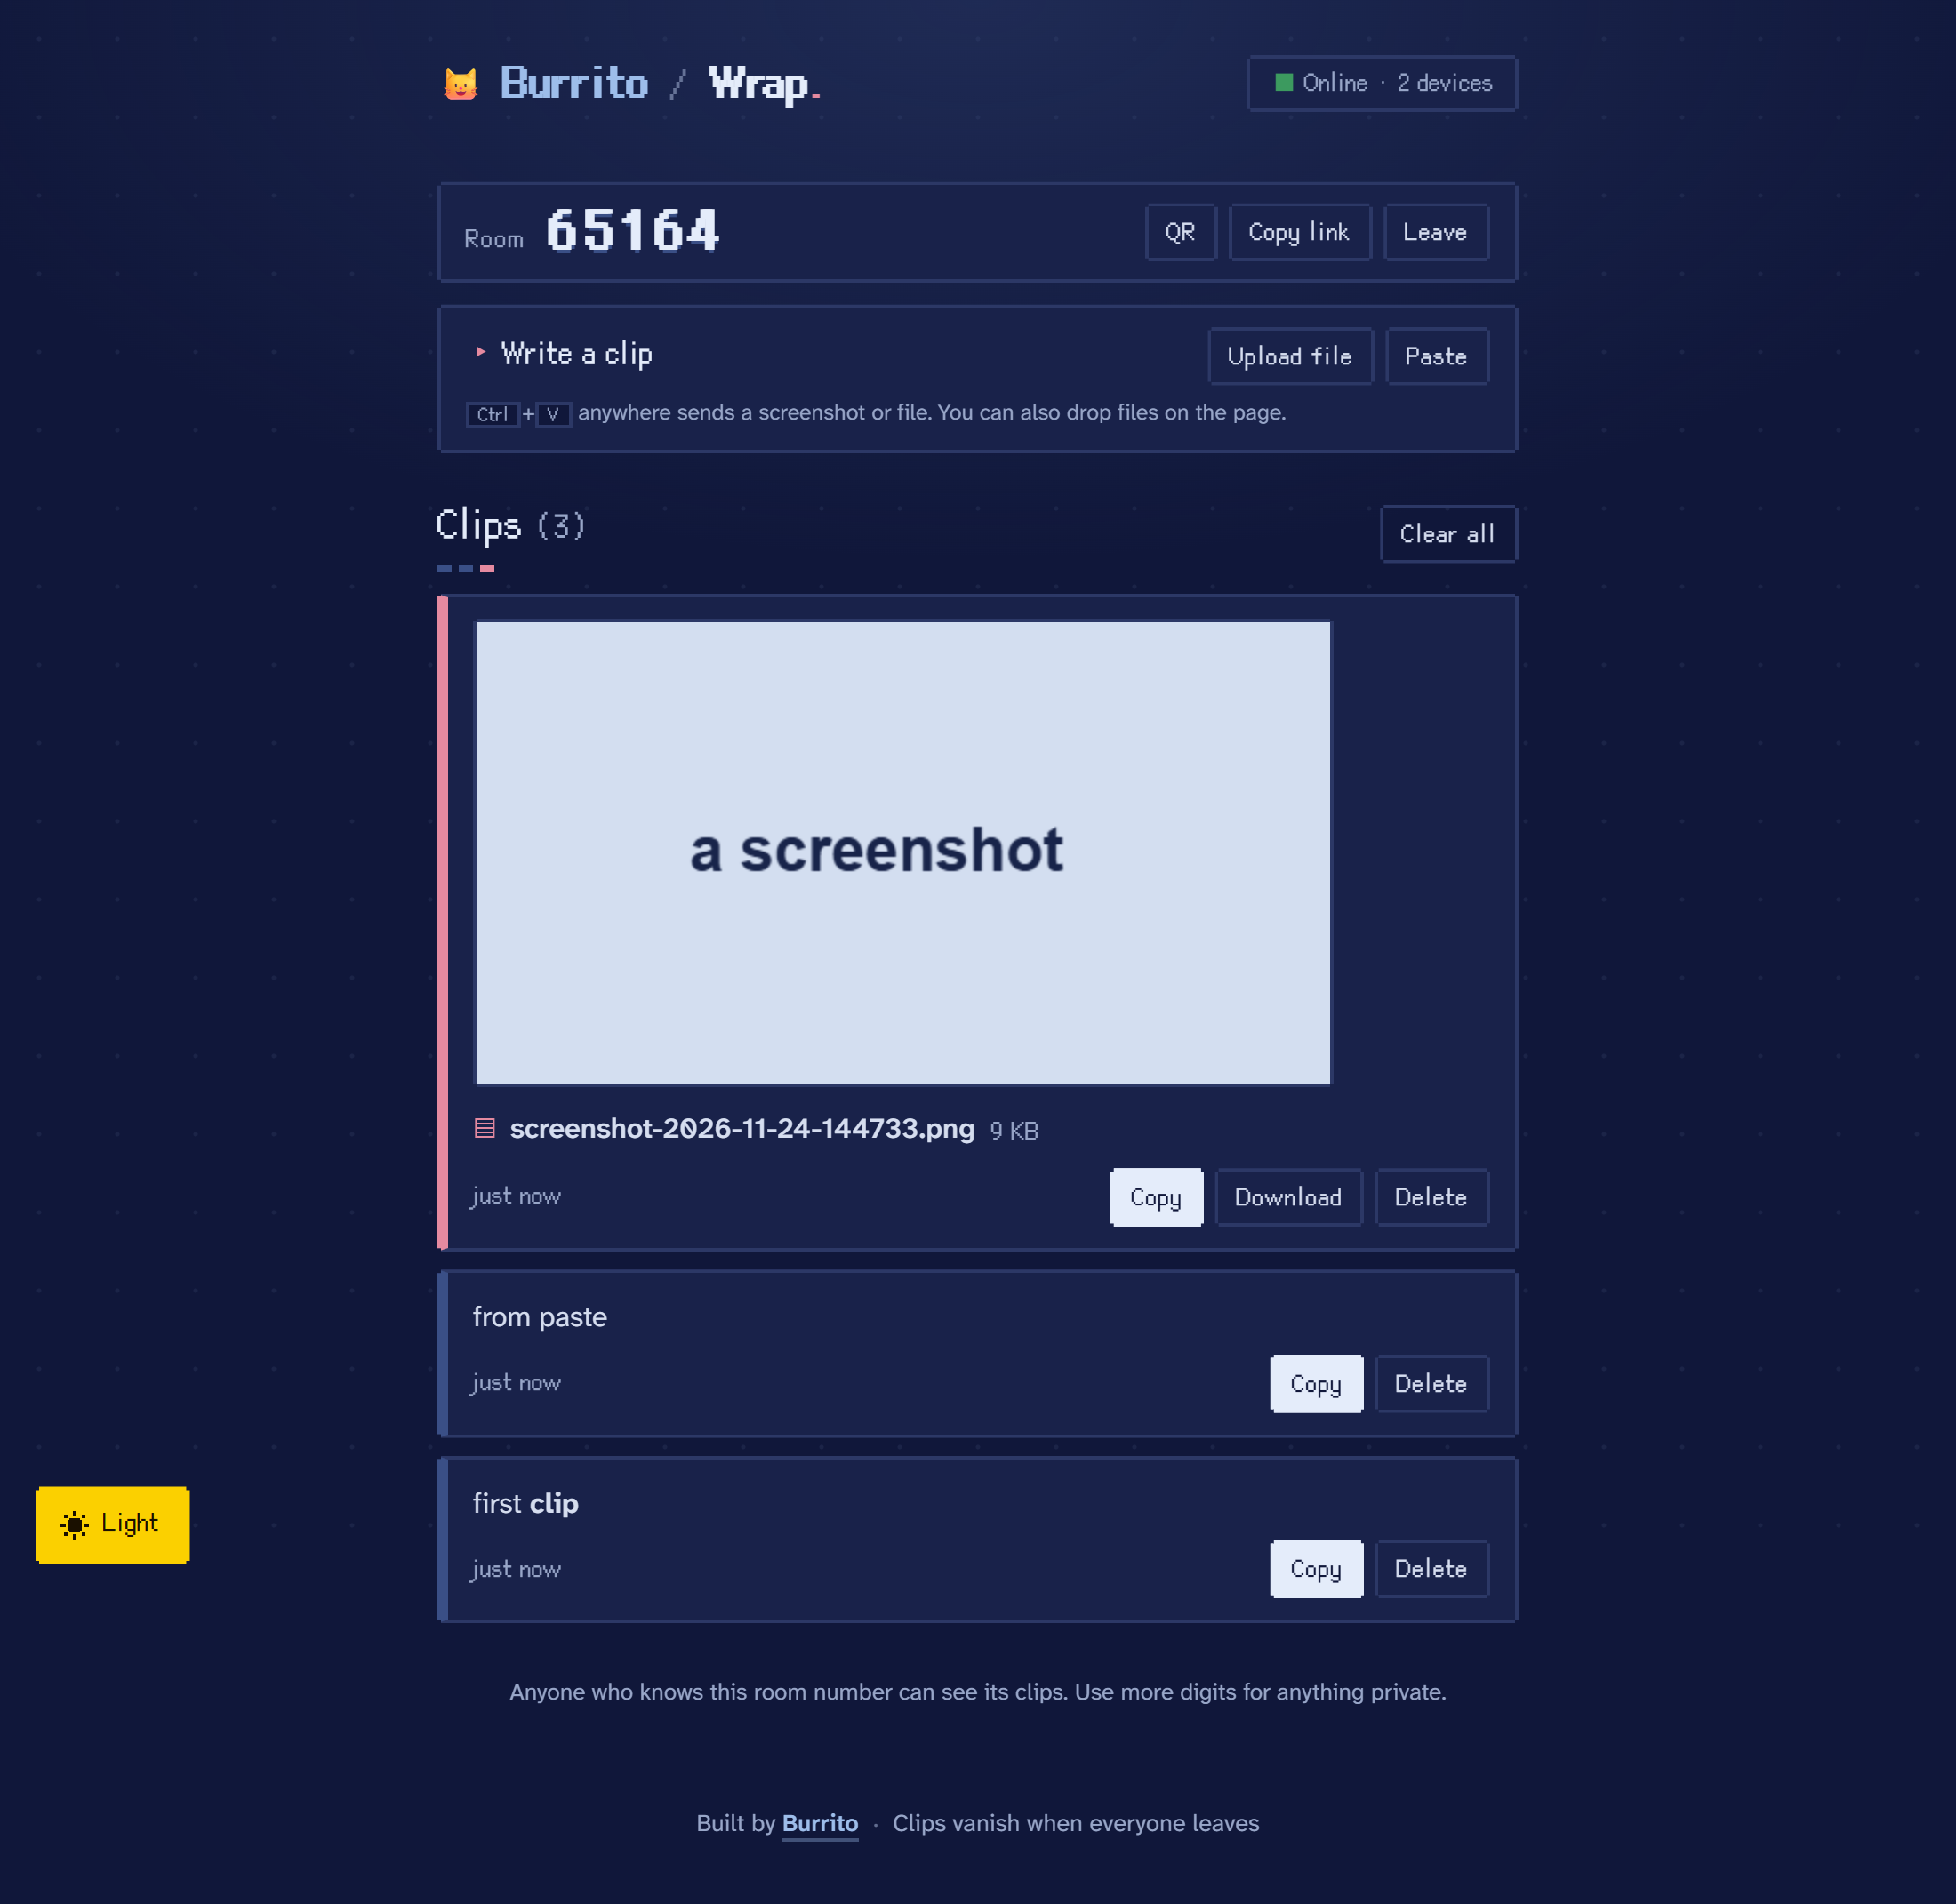 Burrito / Wrap.
Online · 2 devices
Room 65164
QR
Copy link
Leave
Write a clip
Upload file
Paste
Ctrl+V anywhere sends a screenshot or file. You can also drop files on the page.
Clips (3)
Clear all
a screenshot
screenshot-2026-11-24-144733.png 9 KB
just now
Copy
Download
Delete
from paste
just now
Copy
Delete
first clip
just now
Copy
Delete
Light
Anyone who knows this room number can see its clips. Use more digits for anything private.
Built by Burrito · Clips vanish when everyone leaves